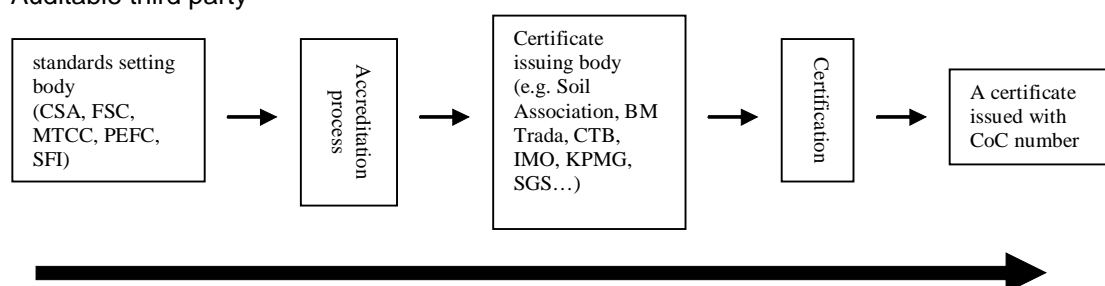 Auditable third party
standards setting
body
(CSA, FSC,
MTCC, PEFC,
SFI)
Accreditation
process
Certificate
issuing body
(e.g. Soil
Association, BM
Trada, CTB,
IMO, KPMG,
SGS…)
Certification
A certificate
issued with
CoC number